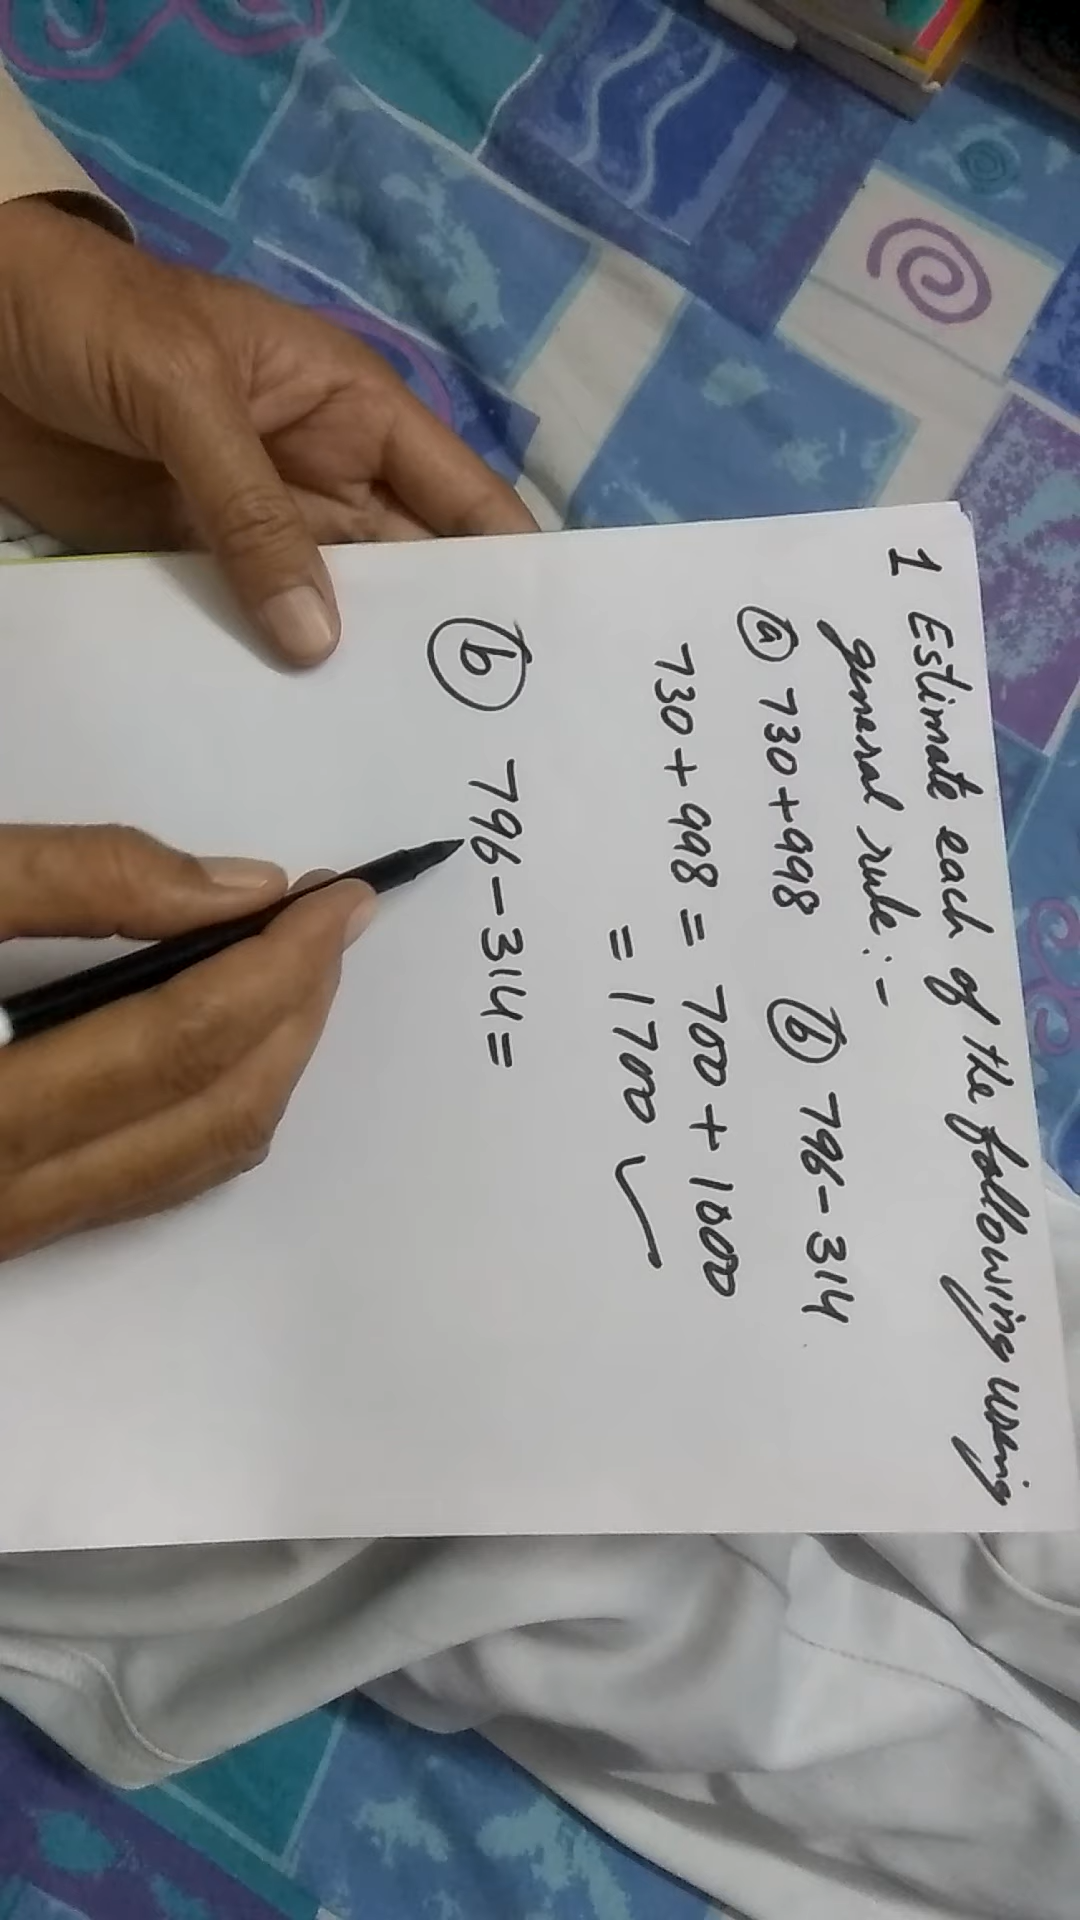 1 Estimate each of the following using
general rule :-
(a) 730 + 998 (b) 796 - 314
730 + 998 = 700 + 1000
= 1700 ✓
(b) 796 - 314 =